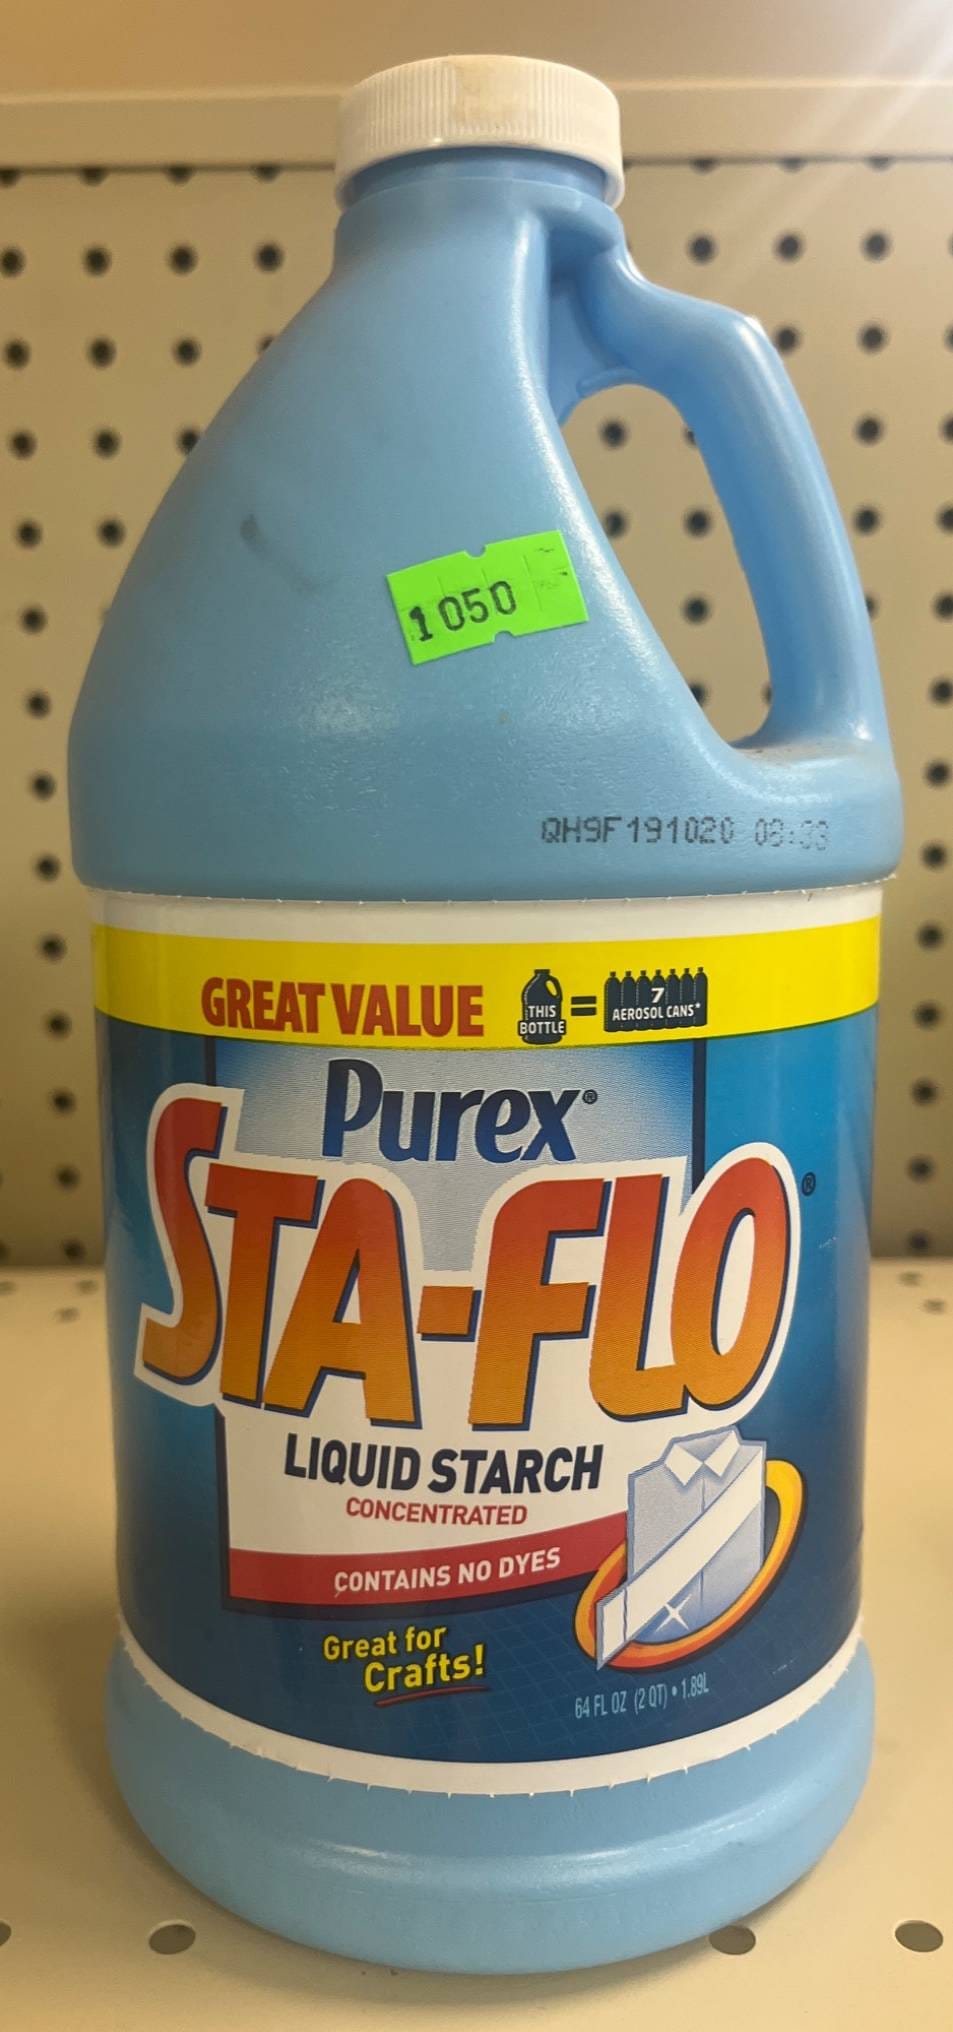 1050
QH9F 191020 08:33
GREAT VALUE
THIS BOTTLE = 7 AEROSOL CANS*
Purex®
STA-FLO®
LIQUID STARCH
CONCENTRATED
CONTAINS NO DYES
Great for
Crafts!
64 FL OZ (2 QT) • 1.89L